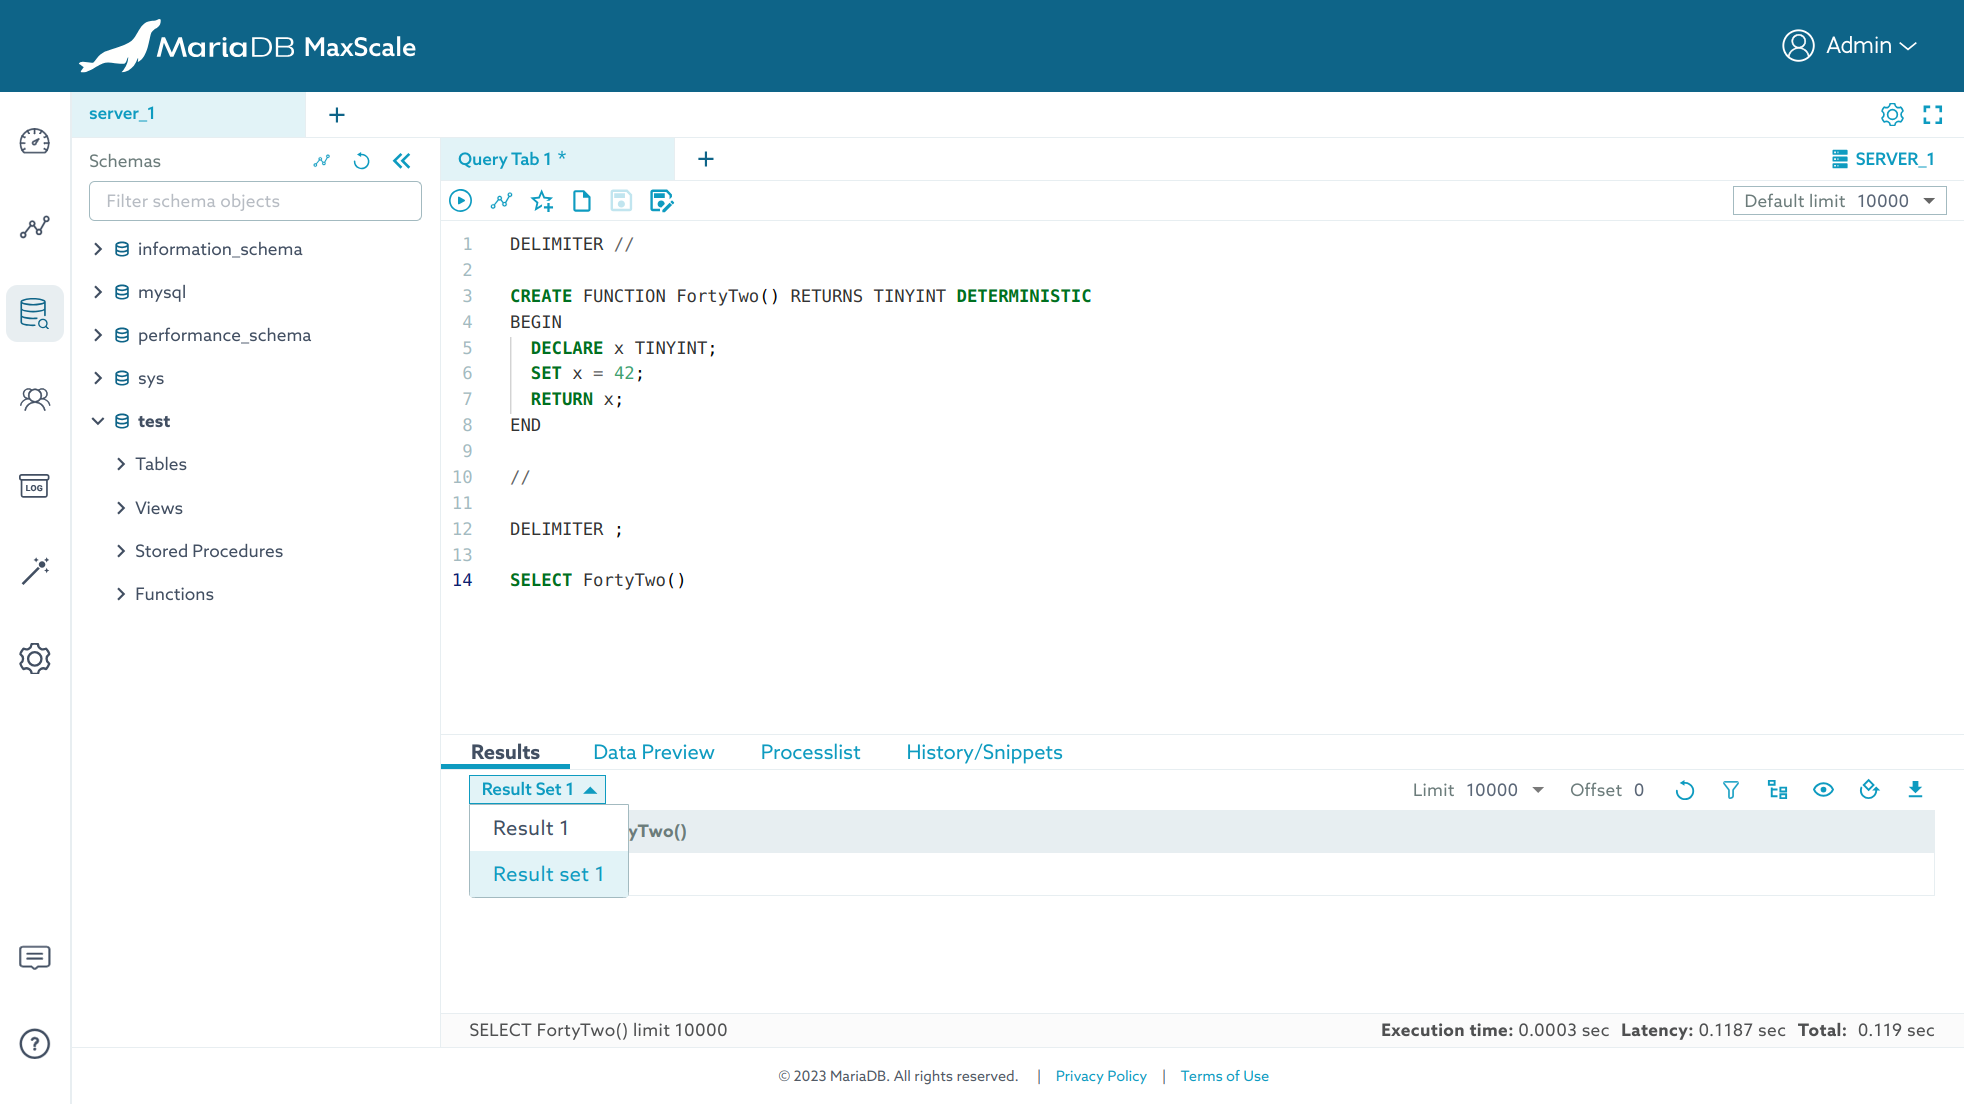 MariaDB MaxScale
Admin
server_1
Schemas
Filter schema objects
information_schema
mysql
performance_schema
sys
test
Tables
Views
Stored Procedures
Functions
LOG
?
Query Tab 1 *
SERVER_1
Default limit 10000
1 DELIMITER //
2
3 CREATE FUNCTION FortyTwo() RETURNS TINYINT DETERMINISTIC
4 BEGIN
5 DECLARE x TINYINT;
6 SET x = 42;
7 RETURN x;
8 END
9
10 //
11
12 DELIMITER ;
13
14 SELECT FortyTwo()
Results Data Preview Processlist History/Snippets
Result Set 1 Limit 10000 Offset 0
Result 1
yTwo()
Result set 1
SELECT FortyTwo() limit 10000 Execution time: 0.0003 sec Latency: 0.1187 sec Total: 0.119 sec
© 2023 MariaDB. All rights reserved. | Privacy Policy | Terms of Use